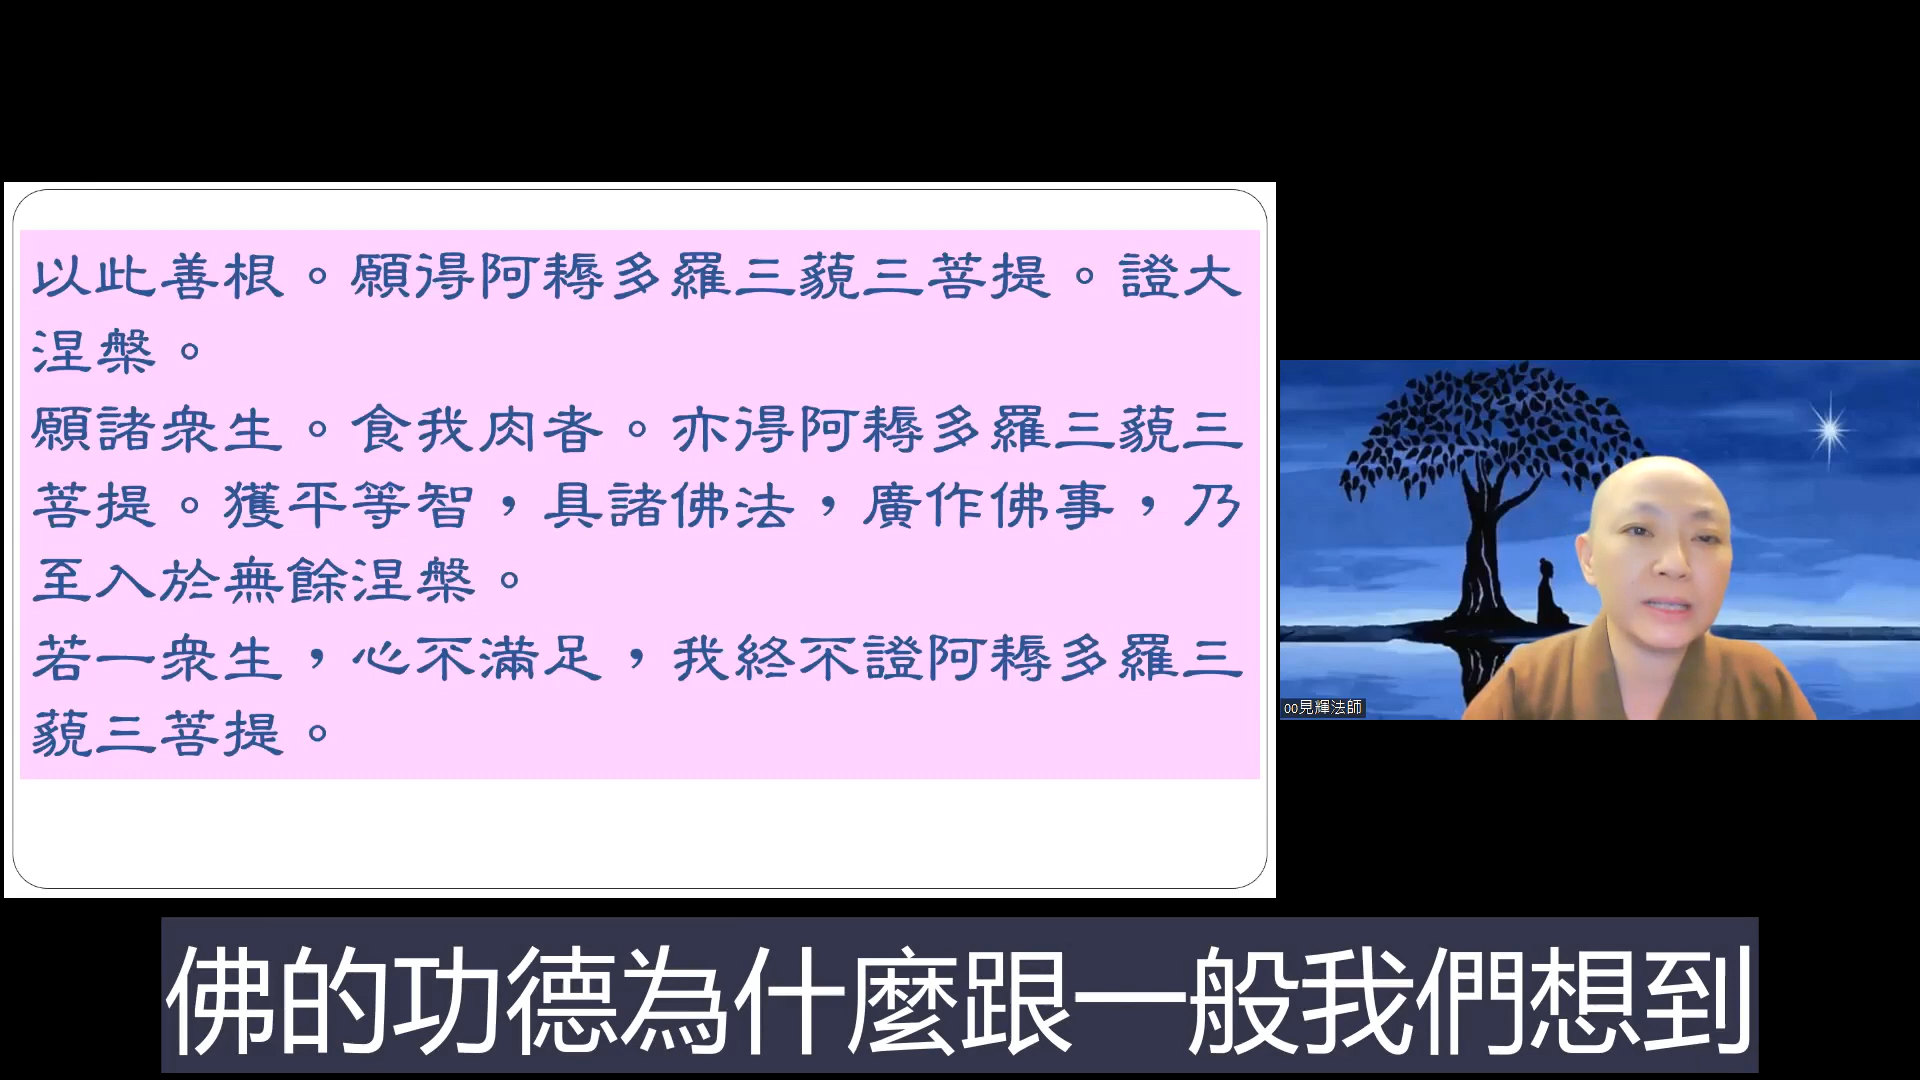 以此善根。願得阿耨多羅三藐三菩提。證大
涅槃。
願諸衆生。食我肉者。亦得阿耨多羅三藐三
菩提。獲平等智，具諸佛法，廣作佛事，乃
至入於無餘涅槃。
若一衆生，心不滿足，我終不證阿耨多羅三
藐三菩提。
oo見輝法師
佛的功德為什麼跟一般我們想到